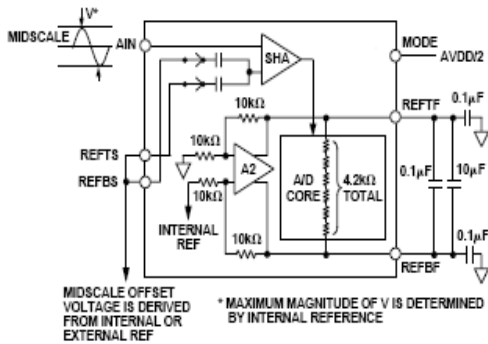 V*
MIDSCALE
AIN
SHA
MODE
AVDD/2
REFTF
0.1µF
10kΩ
10kΩ
REFTS
REFBS
10kΩ
A2
A/D
CORE
4.2kΩ
TOTAL
0.1µF
10µF
INTERNAL
REF
10kΩ
0.1µF
REFBF
MIDSCALE OFFSET
VOLTAGE IS DERIVED
FROM INTERNAL OR
EXTERNAL REF
* MAXIMUM MAGNITUDE OF V IS DETERMINED
BY INTERNAL REFERENCE